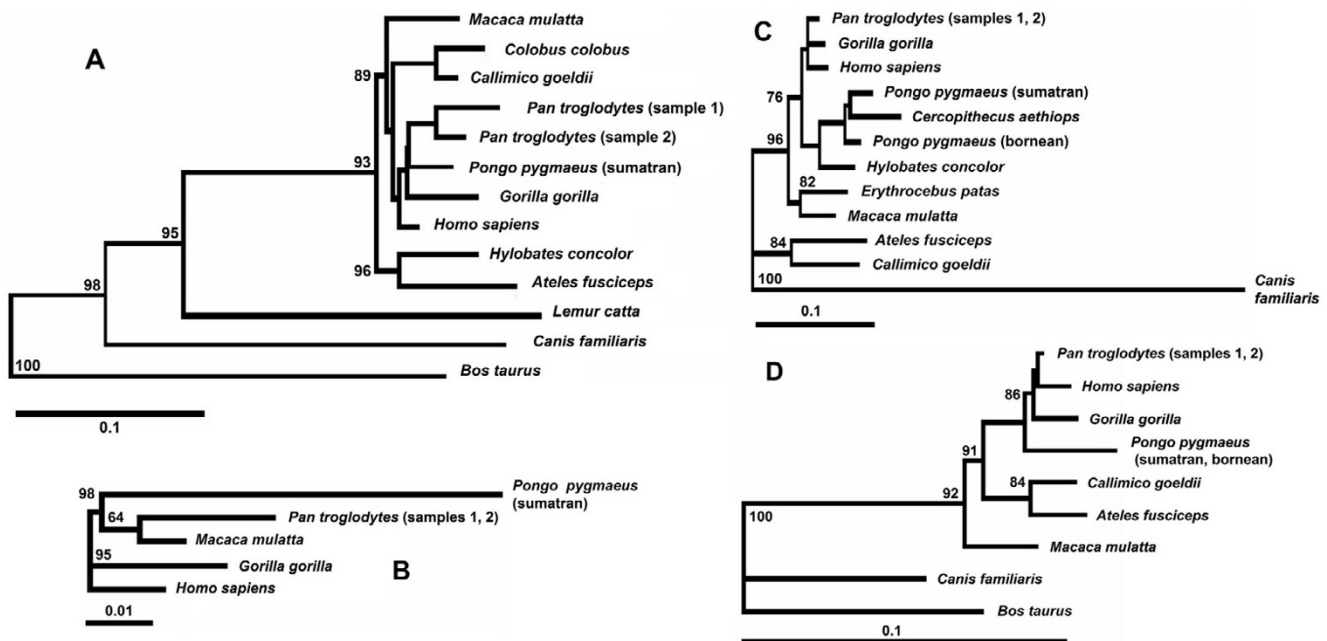 A
Macaca mulatta
Colobus colobus
89
Callimico goeldii
Pan troglodytes (sample 1)
Pan troglodytes (sample 2)
93
Pongo pygmaeus (sumatran)
Gorilla gorilla
Homo sapiens
95
Hylobates concolor
96
Ateles fusciceps
98
Lemur catta
Canis familiaris
100
Bos taurus
0.1
B
98
Pongo pygmaeus
(sumatran)
64
Pan troglodytes (samples 1, 2)
Macaca mulatta
95
Gorilla gorilla
Homo sapiens
0.01
C
Pan troglodytes (samples 1, 2)
Gorilla gorilla
Homo sapiens
76
Pongo pygmaeus (sumatran)
Cercopithecus aethiops
96
Pongo pygmaeus (bornean)
Hylobates concolor
82
Erythrocebus patas
Macaca mulatta
84
Ateles fusciceps
Callimico goeldii
100
Canis
familiaris
0.1
D
Pan troglodytes (samples 1, 2)
86
Homo sapiens
Gorilla gorilla
91
Pongo pygmaeus
(sumatran, bornean)
84
Callimico goeldii
92
Ateles fusciceps
100
Macaca mulatta
Canis familiaris
Bos taurus
0.1